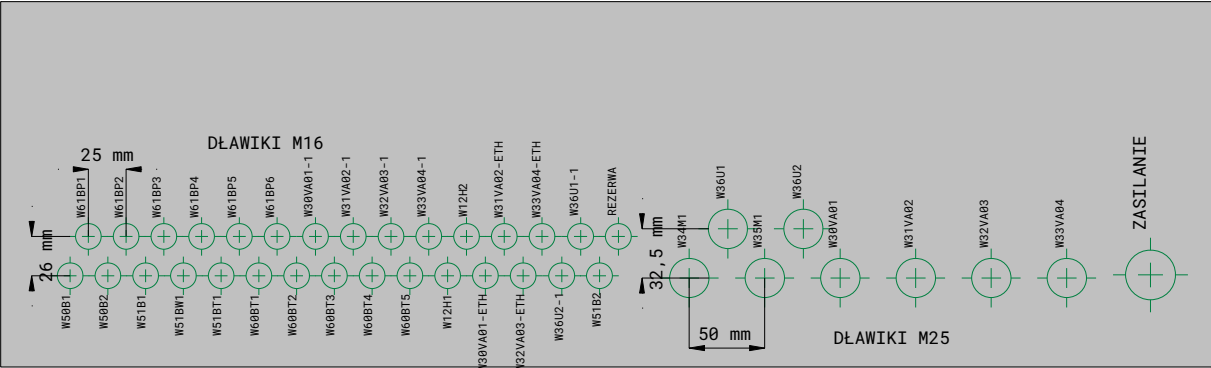 DŁAWIKI M16
25 mm
W61BP1
W61BP2
W61BP3
W61BP4
W61BP5
W61BP6
W30VA01-1
W31VA02-1
W32VA03-1
W33VA04-1
W12H2
W31VA02-ETH
W33VA04-ETH
W36U1-1
REZERWA
26 mm
W50B1
W50B2
W51B1
W51BW1
W51BT1
W60BT1
W60BT2
W60BT3
W60BT4
W60BT5
W12H1
W30VA01-ETH
W32VA03-ETH
W36U2-1
W51B2
W36U1
W36U2
32,5 mm
W34M1
W35M1
W30VA01
W31VA02
W32VA03
W33VA04
ZASILANIE
50 mm
DŁAWIKI M25